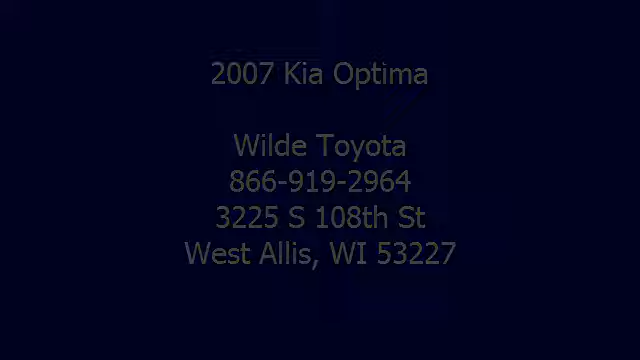 2007 Kia Optima
Wilde Toyota
866-919-2964
3225 S 108th St
West Allis, WI 53227